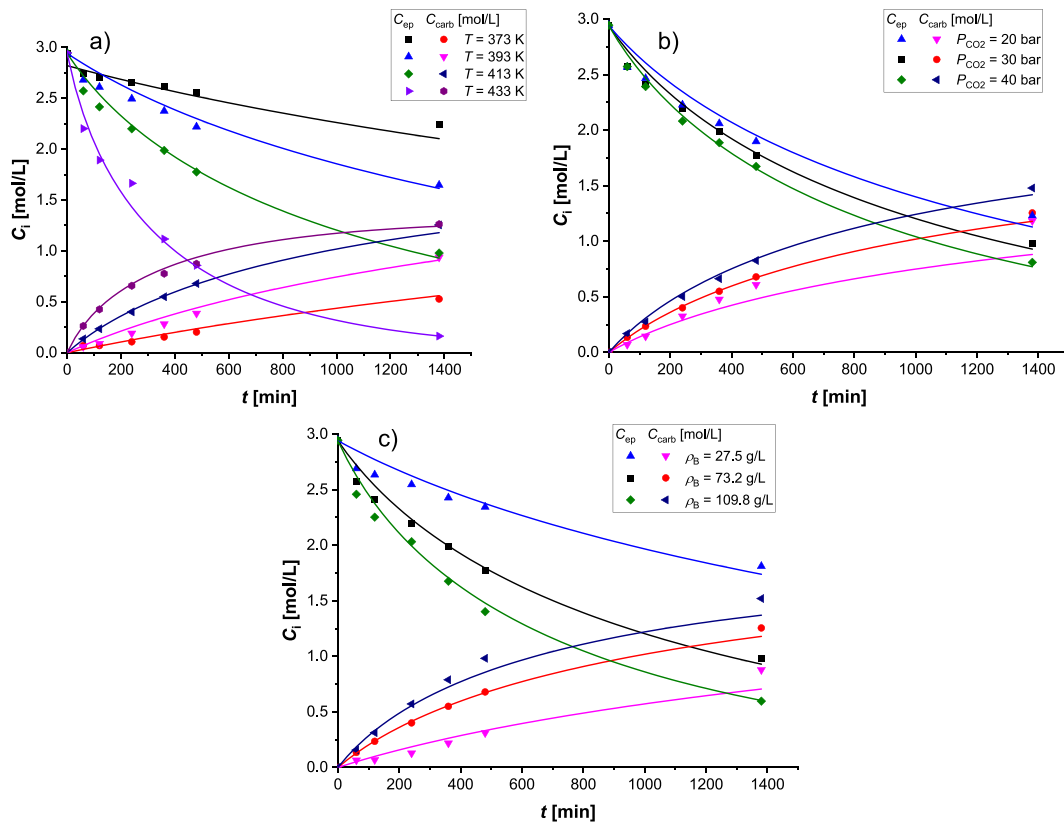 a)
C_ep C_carb [mol/L]
T = 373 K
T = 393 K
T = 413 K
T = 433 K
C_i [mol/L]
3.0
2.5
2.0
1.5
1.0
0.5
0.0
0 200 400 600 800 1000 1200 1400
t [min]
b)
C_ep C_carb [mol/L]
P_CO2 = 20 bar
P_CO2 = 30 bar
P_CO2 = 40 bar
C_i [mol/L]
3.0
2.5
2.0
1.5
1.0
0.5
0.0
0 200 400 600 800 1000 1200 1400
t [min]
c)
C_ep C_carb [mol/L]
ρ_B = 27.5 g/L
ρ_B = 73.2 g/L
ρ_B = 109.8 g/L
C_i [mol/L]
3.0
2.5
2.0
1.5
1.0
0.5
0.0
0 200 400 600 800 1000 1200 1400
t [min]